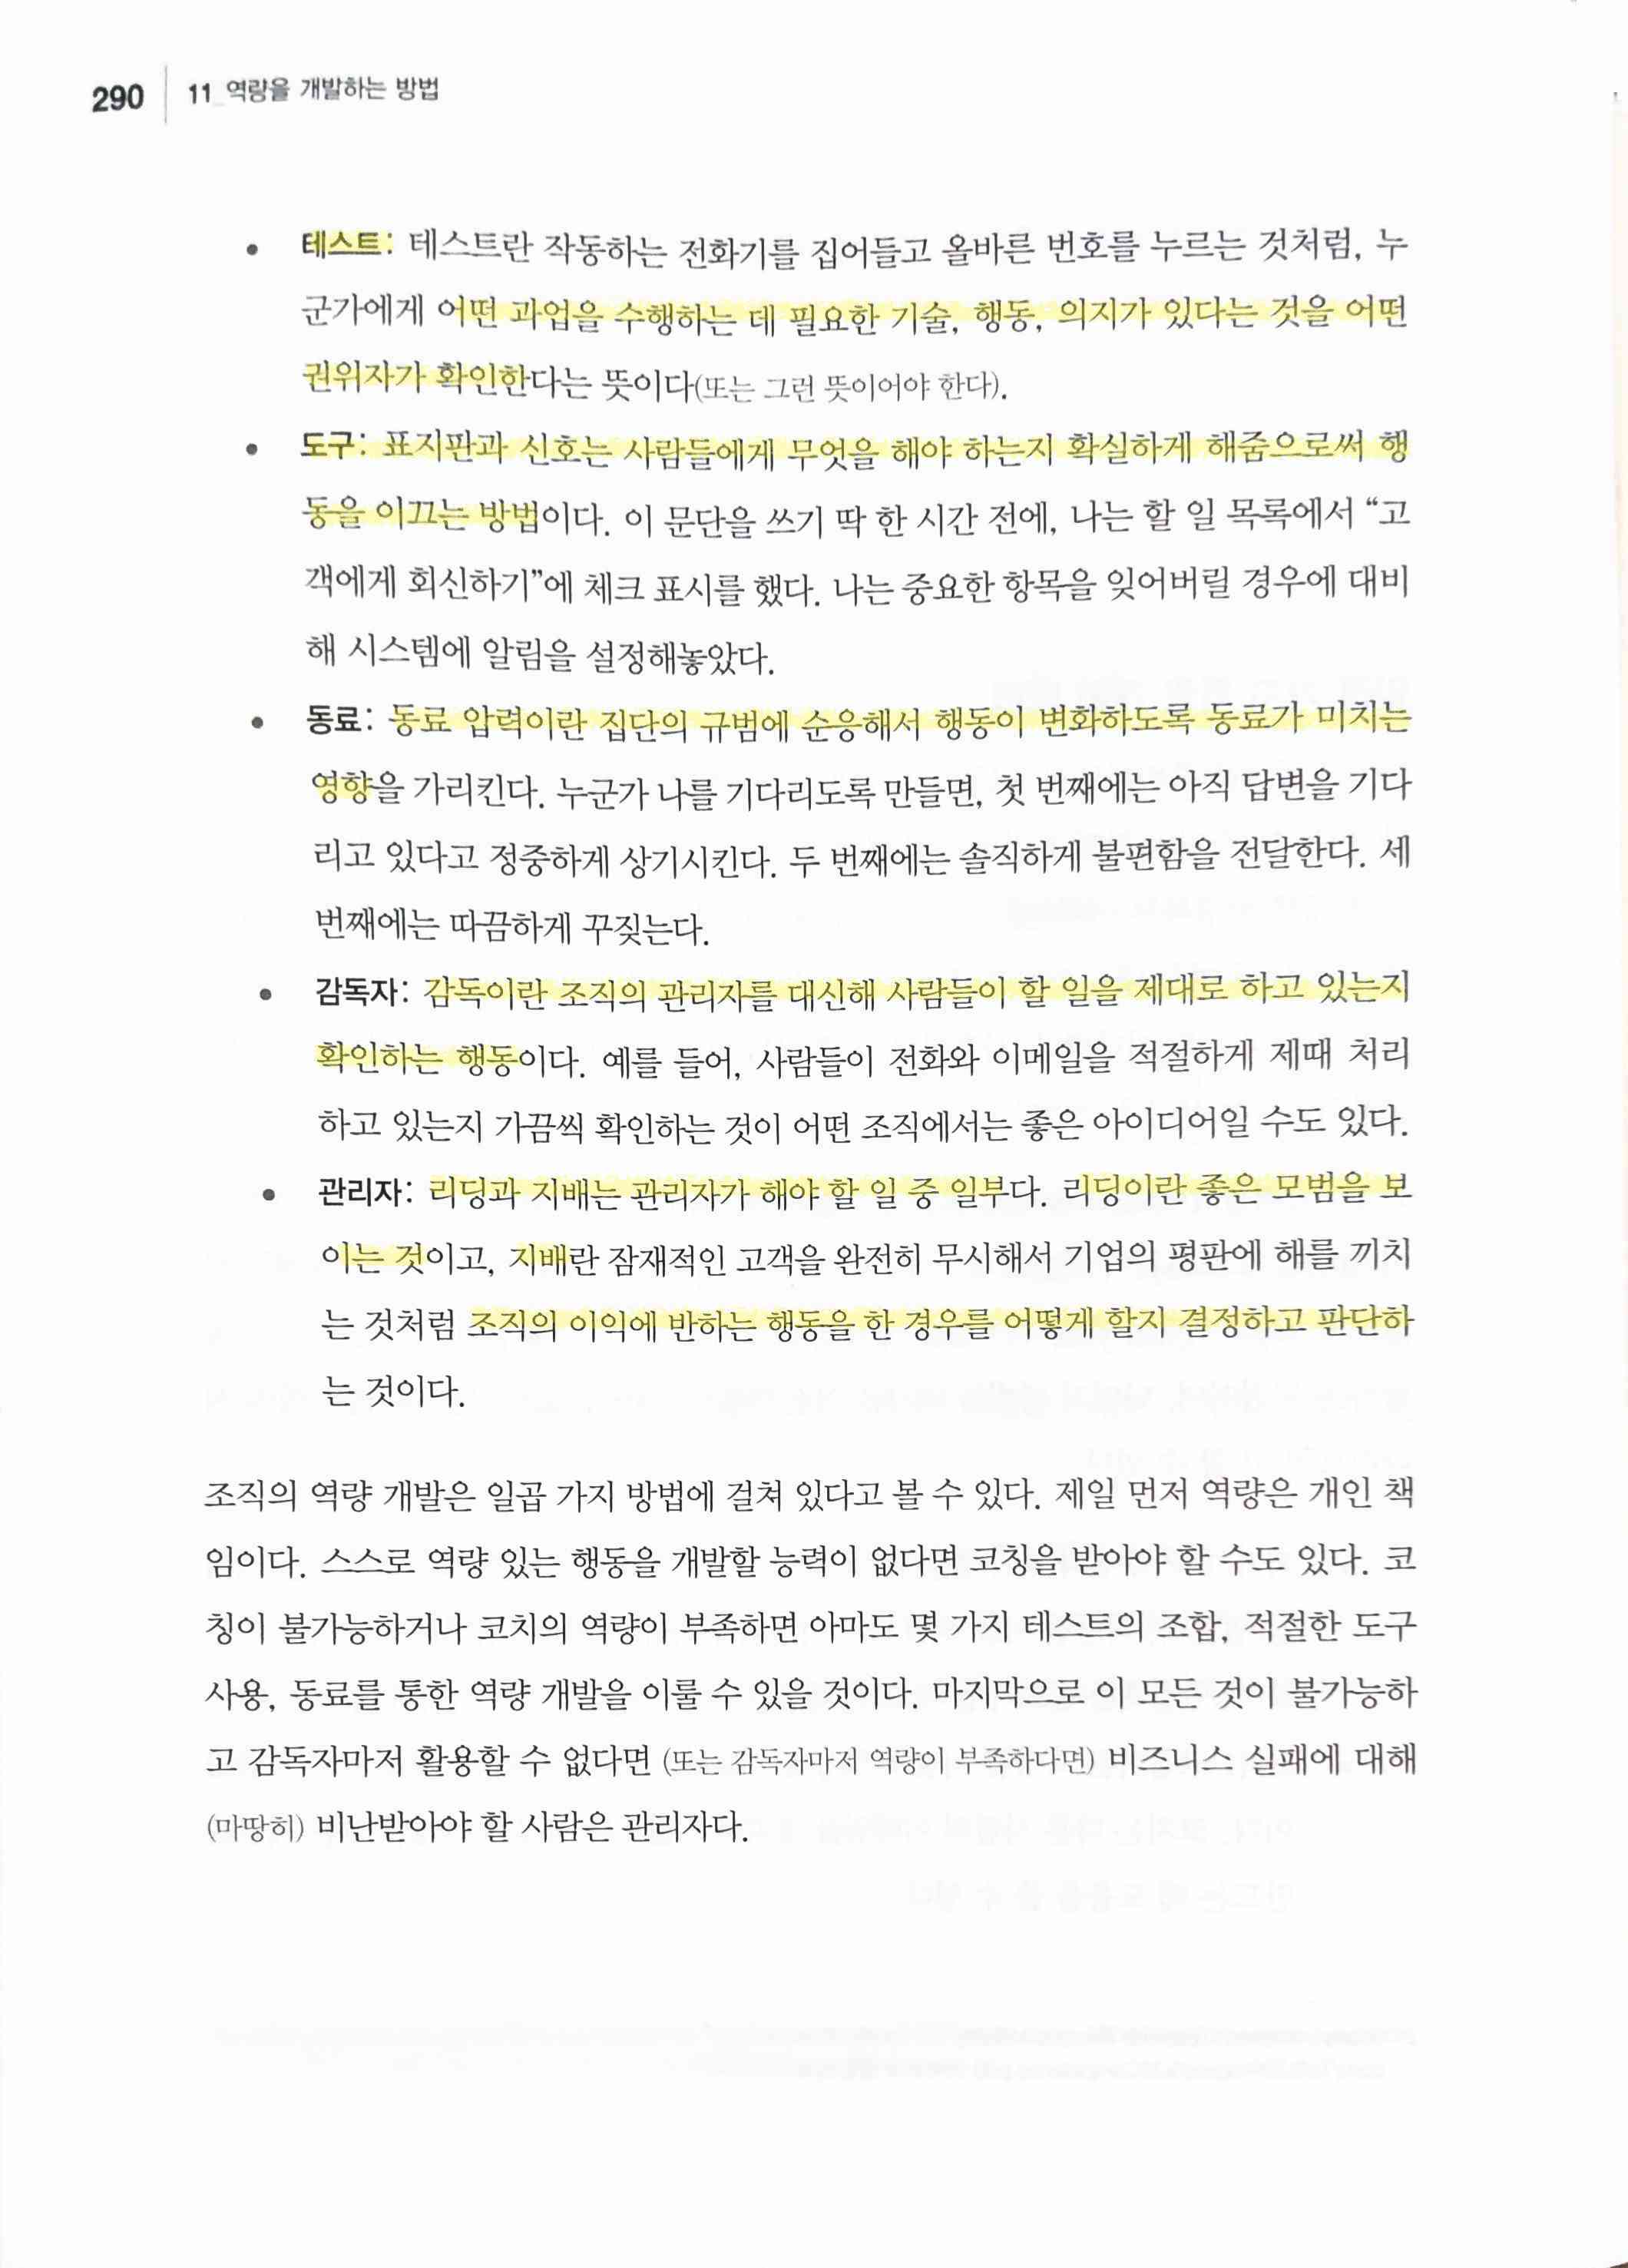 290 11_역량을 개발하는 방법
• 테스트: 테스트란 작동하는 전화기를 집어들고 올바른 번호를 누르는 것처럼, 누
군가에게 어떤 과업을 수행하는 데 필요한 기술, 행동, 의지가 있다는 것을 어떤
권위자가 확인한다는 뜻이다(또는 그런 뜻이어야 한다).
• 도구: 표지판과 신호는 사람들에게 무엇을 해야 하는지 확실하게 해줌으로써 행
동을 이끄는 방법이다. 이 문단을 쓰기 딱 한 시간 전에, 나는 할 일 목록에서 “고
객에게 회신하기”에 체크 표시를 했다. 나는 중요한 항목을 잊어버릴 경우에 대비
해 시스템에 알림을 설정해놓았다.
• 동료: 동료 압력이란 집단의 규범에 순응해서 행동이 변화하도록 동료가 미치는
영향을 가리킨다. 누군가 나를 기다리도록 만들면, 첫 번째에는 아직 답변을 기다
리고 있다고 정중하게 상기시킨다. 두 번째에는 솔직하게 불편함을 전달한다. 세
번째에는 따끔하게 꾸짖는다.
• 감독자: 감독이란 조직의 관리자를 대신해 사람들이 할 일을 제대로 하고 있는지
확인하는 행동이다. 예를 들어, 사람들이 전화와 이메일을 적절하게 제때 처리
하고 있는지 가끔씩 확인하는 것이 어떤 조직에서는 좋은 아이디어일 수도 있다.
• 관리자: 리딩과 지배는 관리자가 해야 할 일 중 일부다. 리딩이란 좋은 모범을 보
이는 것이고, 지배란 잠재적인 고객을 완전히 무시해서 기업의 평판에 해를 끼치
는 것처럼 조직의 이익에 반하는 행동을 한 경우를 어떻게 할지 결정하고 판단하
는 것이다.
조직의 역량 개발은 일곱 가지 방법에 걸쳐 있다고 볼 수 있다. 제일 먼저 역량은 개인 책
임이다. 스스로 역량 있는 행동을 개발할 능력이 없다면 코칭을 받아야 할 수도 있다. 코
칭이 불가능하거나 코치의 역량이 부족하면 아마도 몇 가지 테스트의 조합, 적절한 도구
사용, 동료를 통한 역량 개발을 이룰 수 있을 것이다. 마지막으로 이 모든 것이 불가능하
고 감독자마저 활용할 수 없다면 (또는 감독자마저 역량이 부족하다면) 비즈니스 실패에 대해
(마땅히) 비난받아야 할 사람은 관리자다.